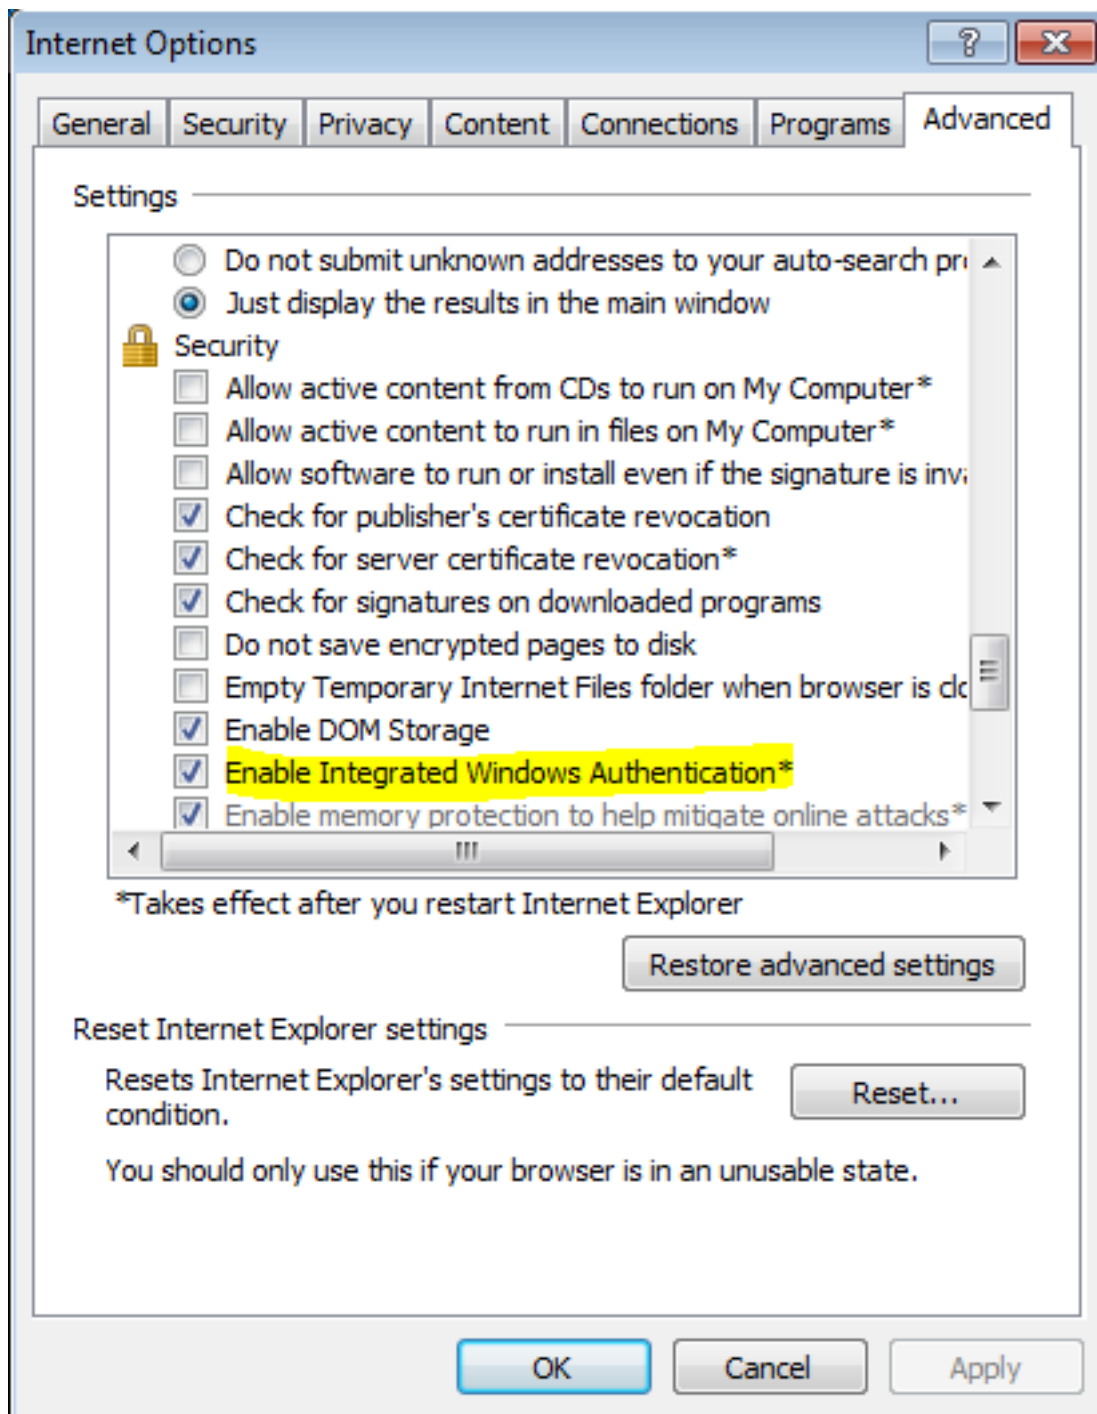 Internet Options
General Security Privacy Content Connections Programs Advanced
Settings
Do not submit unknown addresses to your auto-search pr
Just display the results in the main window
Security
Allow active content from CDs to run on My Computer*
Allow active content to run in files on My Computer*
Allow software to run or install even if the signature is inv
Check for publisher's certificate revocation
Check for server certificate revocation*
Check for signatures on downloaded programs
Do not save encrypted pages to disk
Empty Temporary Internet Files folder when browser is clo
Enable DOM Storage
Enable Integrated Windows Authentication*
Enable memory protection to help mitigate online attacks*
*Takes effect after you restart Internet Explorer
Restore advanced settings
Reset Internet Explorer settings
Resets Internet Explorer's settings to their default
condition.
Reset...
You should only use this if your browser is in an unusable state.
OK Cancel Apply